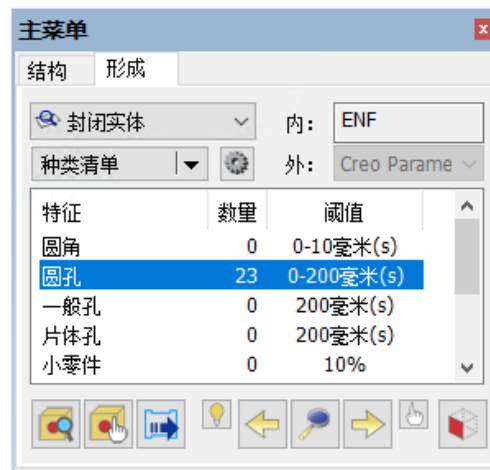 主菜单
结构 形成
封闭实体 内: ENF
种类清单 外: Creo Parame
特征 数量 阈值
圆角 0 0-10毫米(s)
圆孔 23 0-200毫米(s)
一般孔 0 200毫米(s)
片体孔 0 200毫米(s)
小零件 0 10%